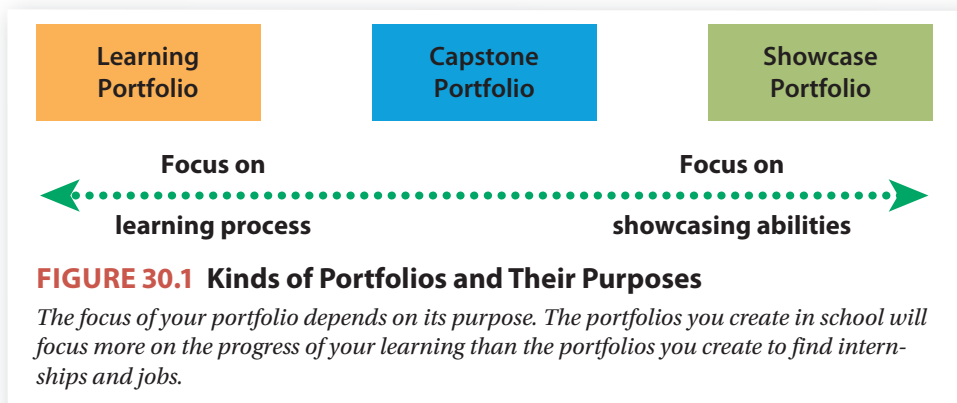 Learning
Portfolio
Capstone
Portfolio
Showcase
Portfolio
Focus on
learning process
Focus on
showcasing abilities
FIGURE 30.1 Kinds of Portfolios and Their Purposes
The focus of your portfolio depends on its purpose. The portfolios you create in school will
focus more on the progress of your learning than the portfolios you create to find intern-
ships and jobs.